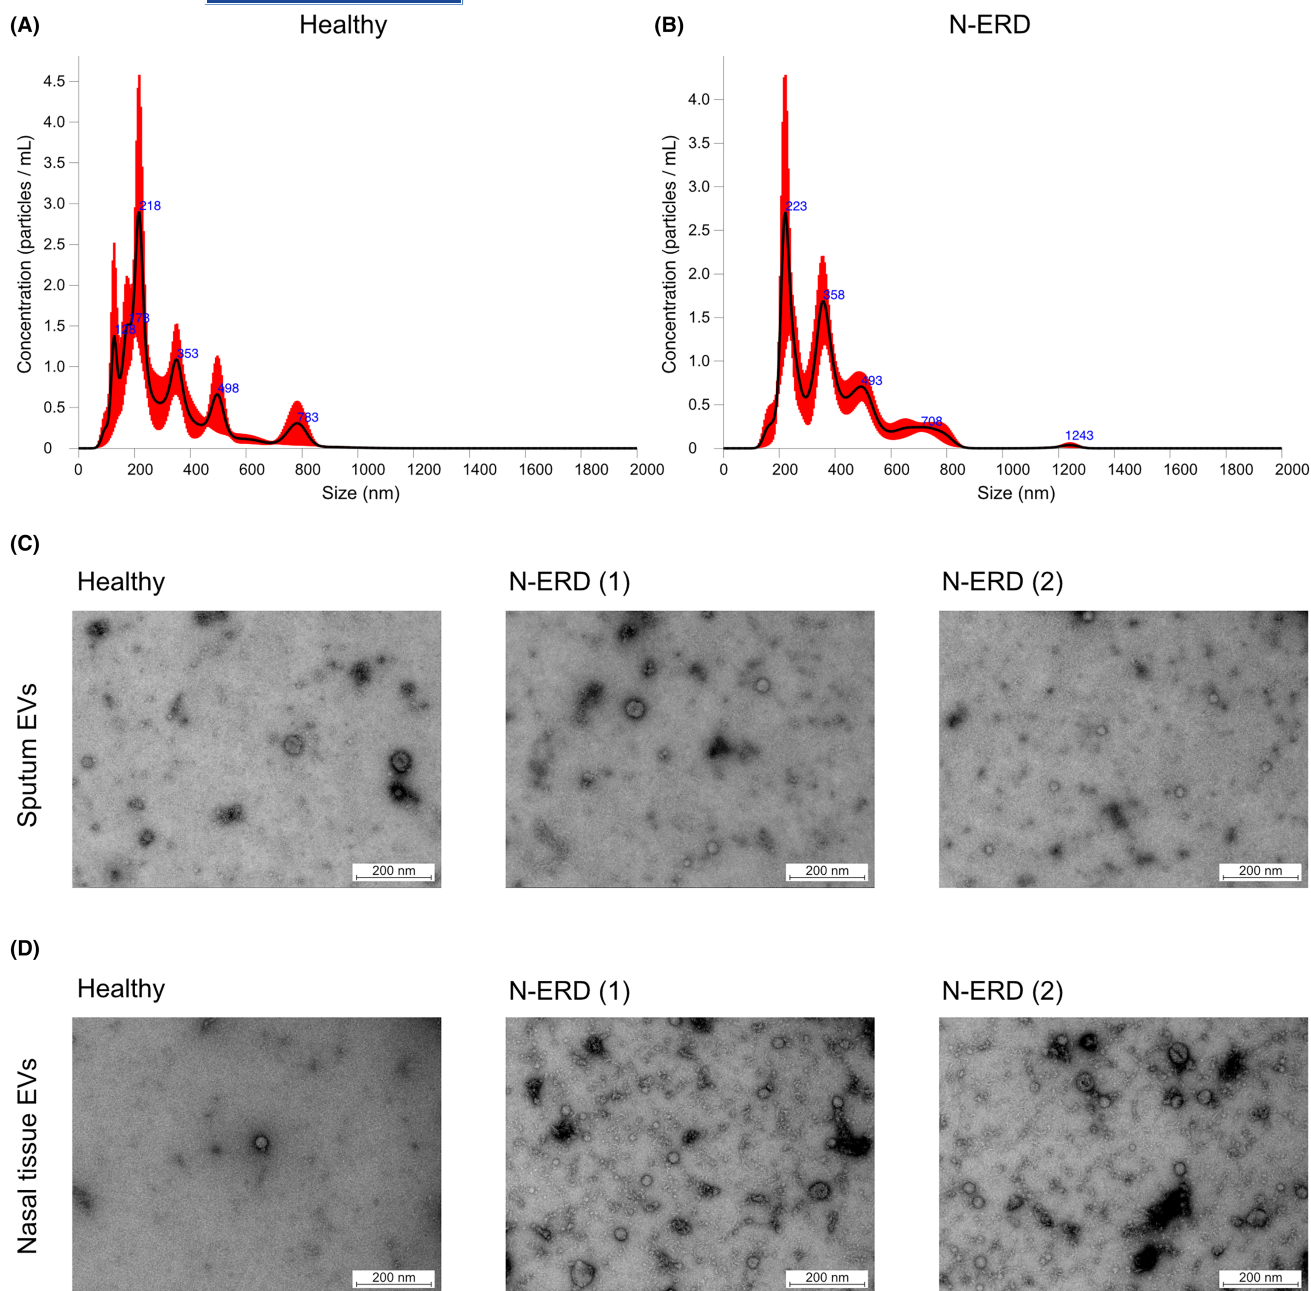 (A)
Healthy
4.5
4.0
3.5
3.0
2.5
2.0
1.5
1.0
0.5
0
Concentration (particles / mL)
128
173
218
353
498
783
0 200 400 600 800 1000 1200 1400 1600 1800 2000
Size (nm)
(B)
N-ERD
4.0
3.5
3.0
2.5
2.0
1.5
1.0
0.5
0
Concentration (particles / mL)
223
358
493
708
1243
0 200 400 600 800 1000 1200 1400 1600 1800 2000
Size (nm)
(C)
Healthy N-ERD (1) N-ERD (2)
Sputum EVs
200 nm 200 nm 200 nm
(D)
Healthy N-ERD (1) N-ERD (2)
Nasal tissue EVs
200 nm 200 nm 200 nm